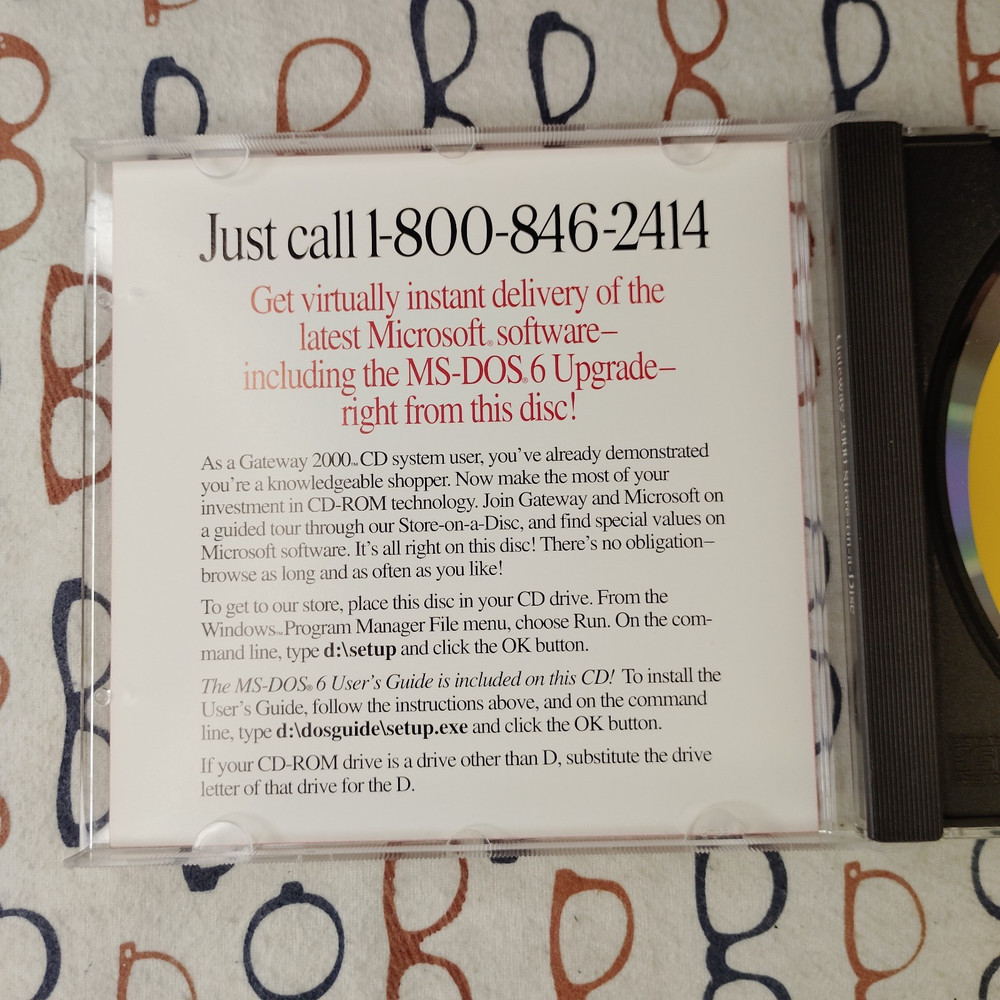 Just call 1-800-846-2414
Get virtually instant delivery of the
latest Microsoft® software–
including the MS-DOS® 6 Upgrade–
right from this disc!
As a Gateway 2000™ CD system user, you've already demonstrated
you're a knowledgeable shopper. Now make the most of your
investment in CD-ROM technology. Join Gateway and Microsoft on
a guided tour through our Store-on-a-Disc, and find special values on
Microsoft software. It's all right on this disc! There's no obligation–
browse as long and as often as you like!
To get to our store, place this disc in your CD drive. From the
Windows™ Program Manager File menu, choose Run. On the com-
mand line, type d:\setup and click the OK button.
The MS-DOS® 6 User's Guide is included on this CD! To install the
User's Guide, follow the instructions above, and on the command
line, type d:\dosguide\setup.exe and click the OK button.
If your CD-ROM drive is a drive other than D, substitute the drive
letter of that drive for the D.
Gateway 2000 Store-on-a-Disc